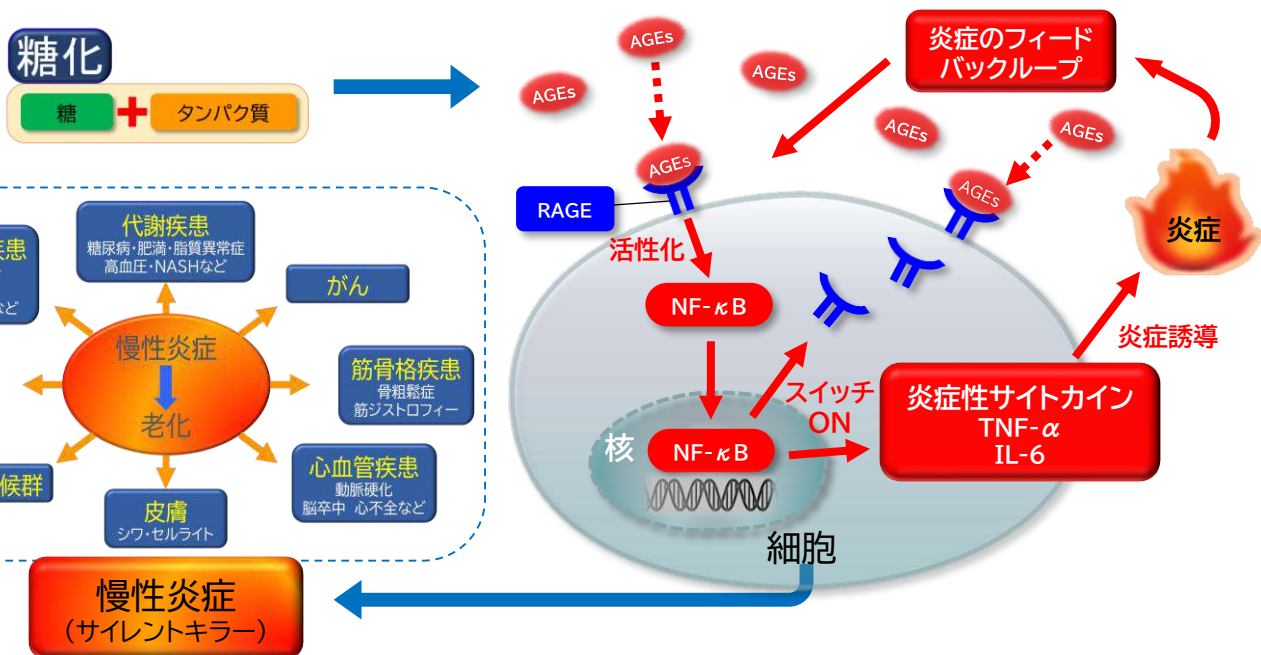 糖化
糖
タンパク質
AGEs
AGEs
AGEs
AGEs
AGEs
AGEs
AGEs
炎症のフィード
バックループ
炎症
RAGE
活性化
NF-κB
核
NF-κB
スイッチ
ON
炎症性サイトカイン
TNF-α
IL-6
炎症誘導
細胞
疾患
など
代謝疾患
糖尿病・肥満・脂質異常症
高血圧・NASHなど
がん
慢性炎症
老化
筋骨格疾患
骨粗鬆症
筋ジストロフィー
心血管疾患
動脈硬化
脳卒中 心不全など
候群
皮膚
シワ・セルライト
慢性炎症
(サイレントキラー)